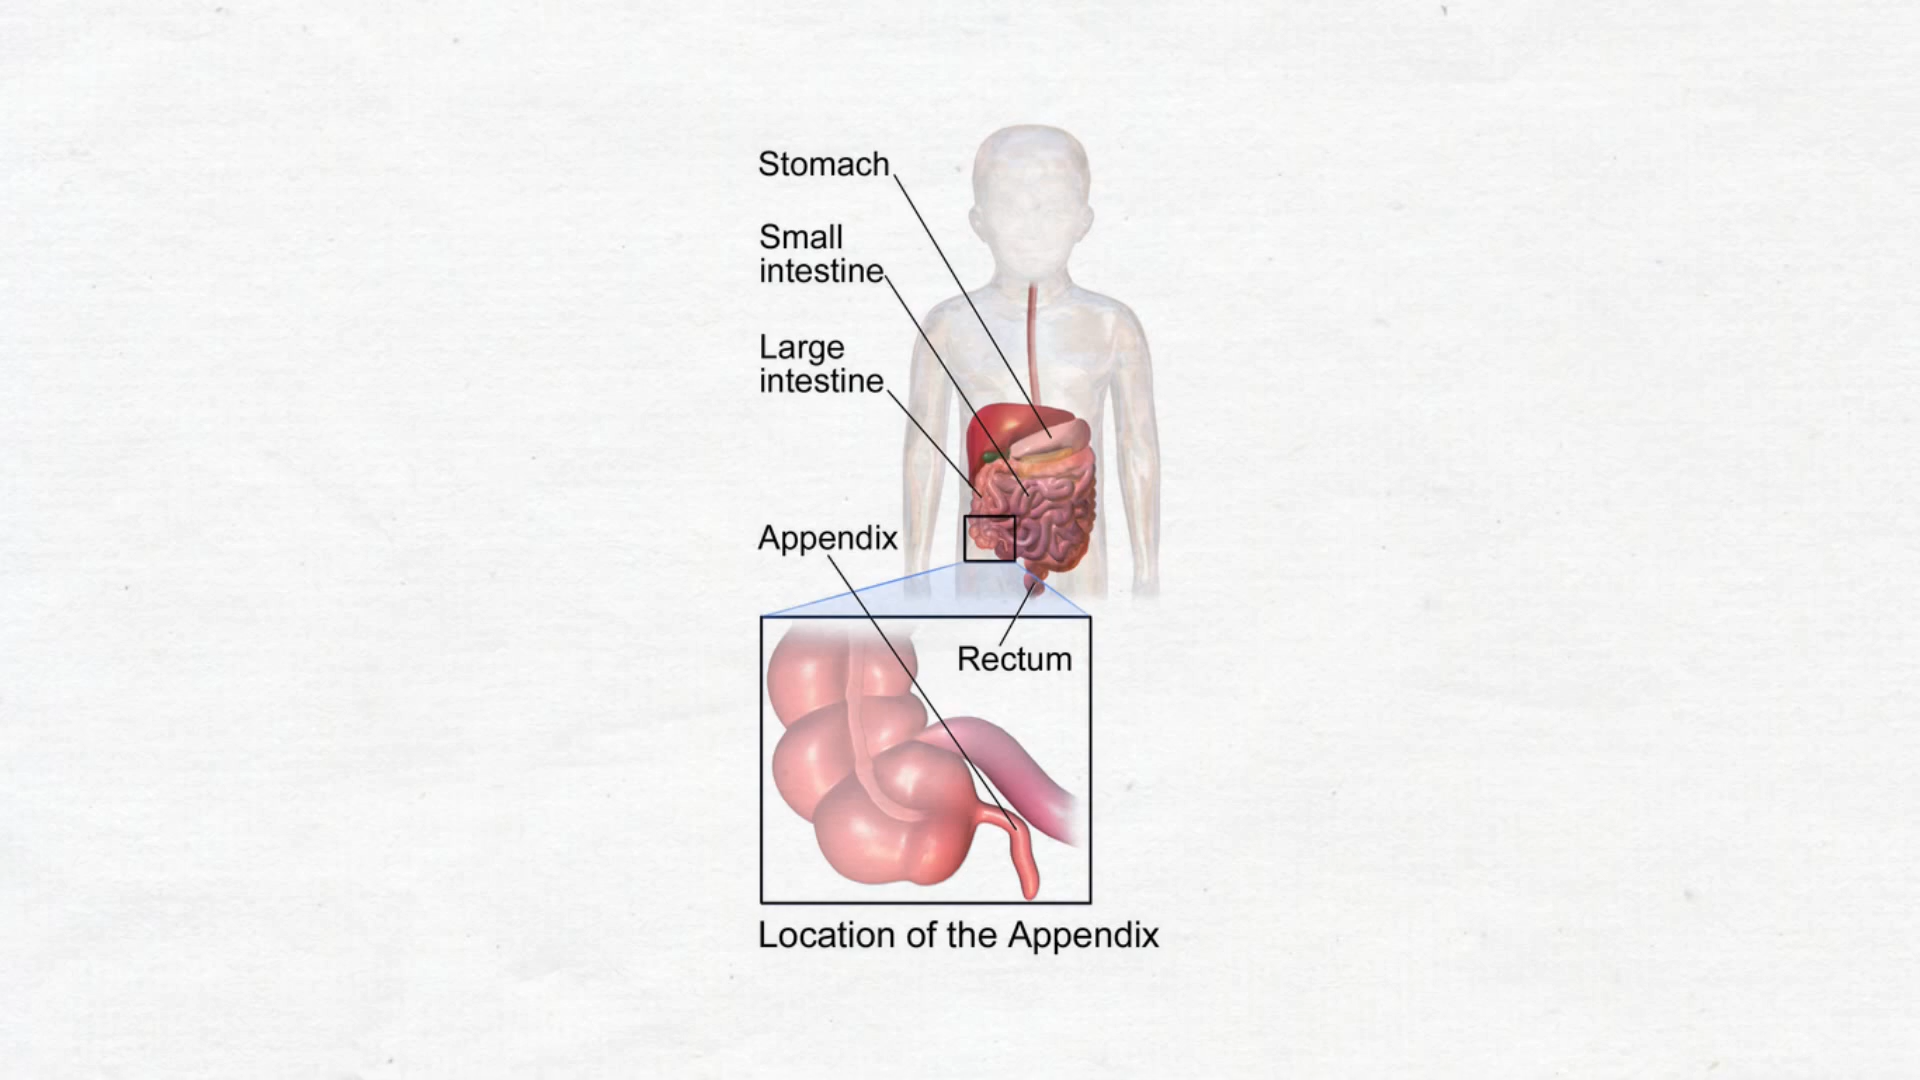 Stomach
Small
intestine
Large
intestine
Appendix
Rectum
Location of the Appendix